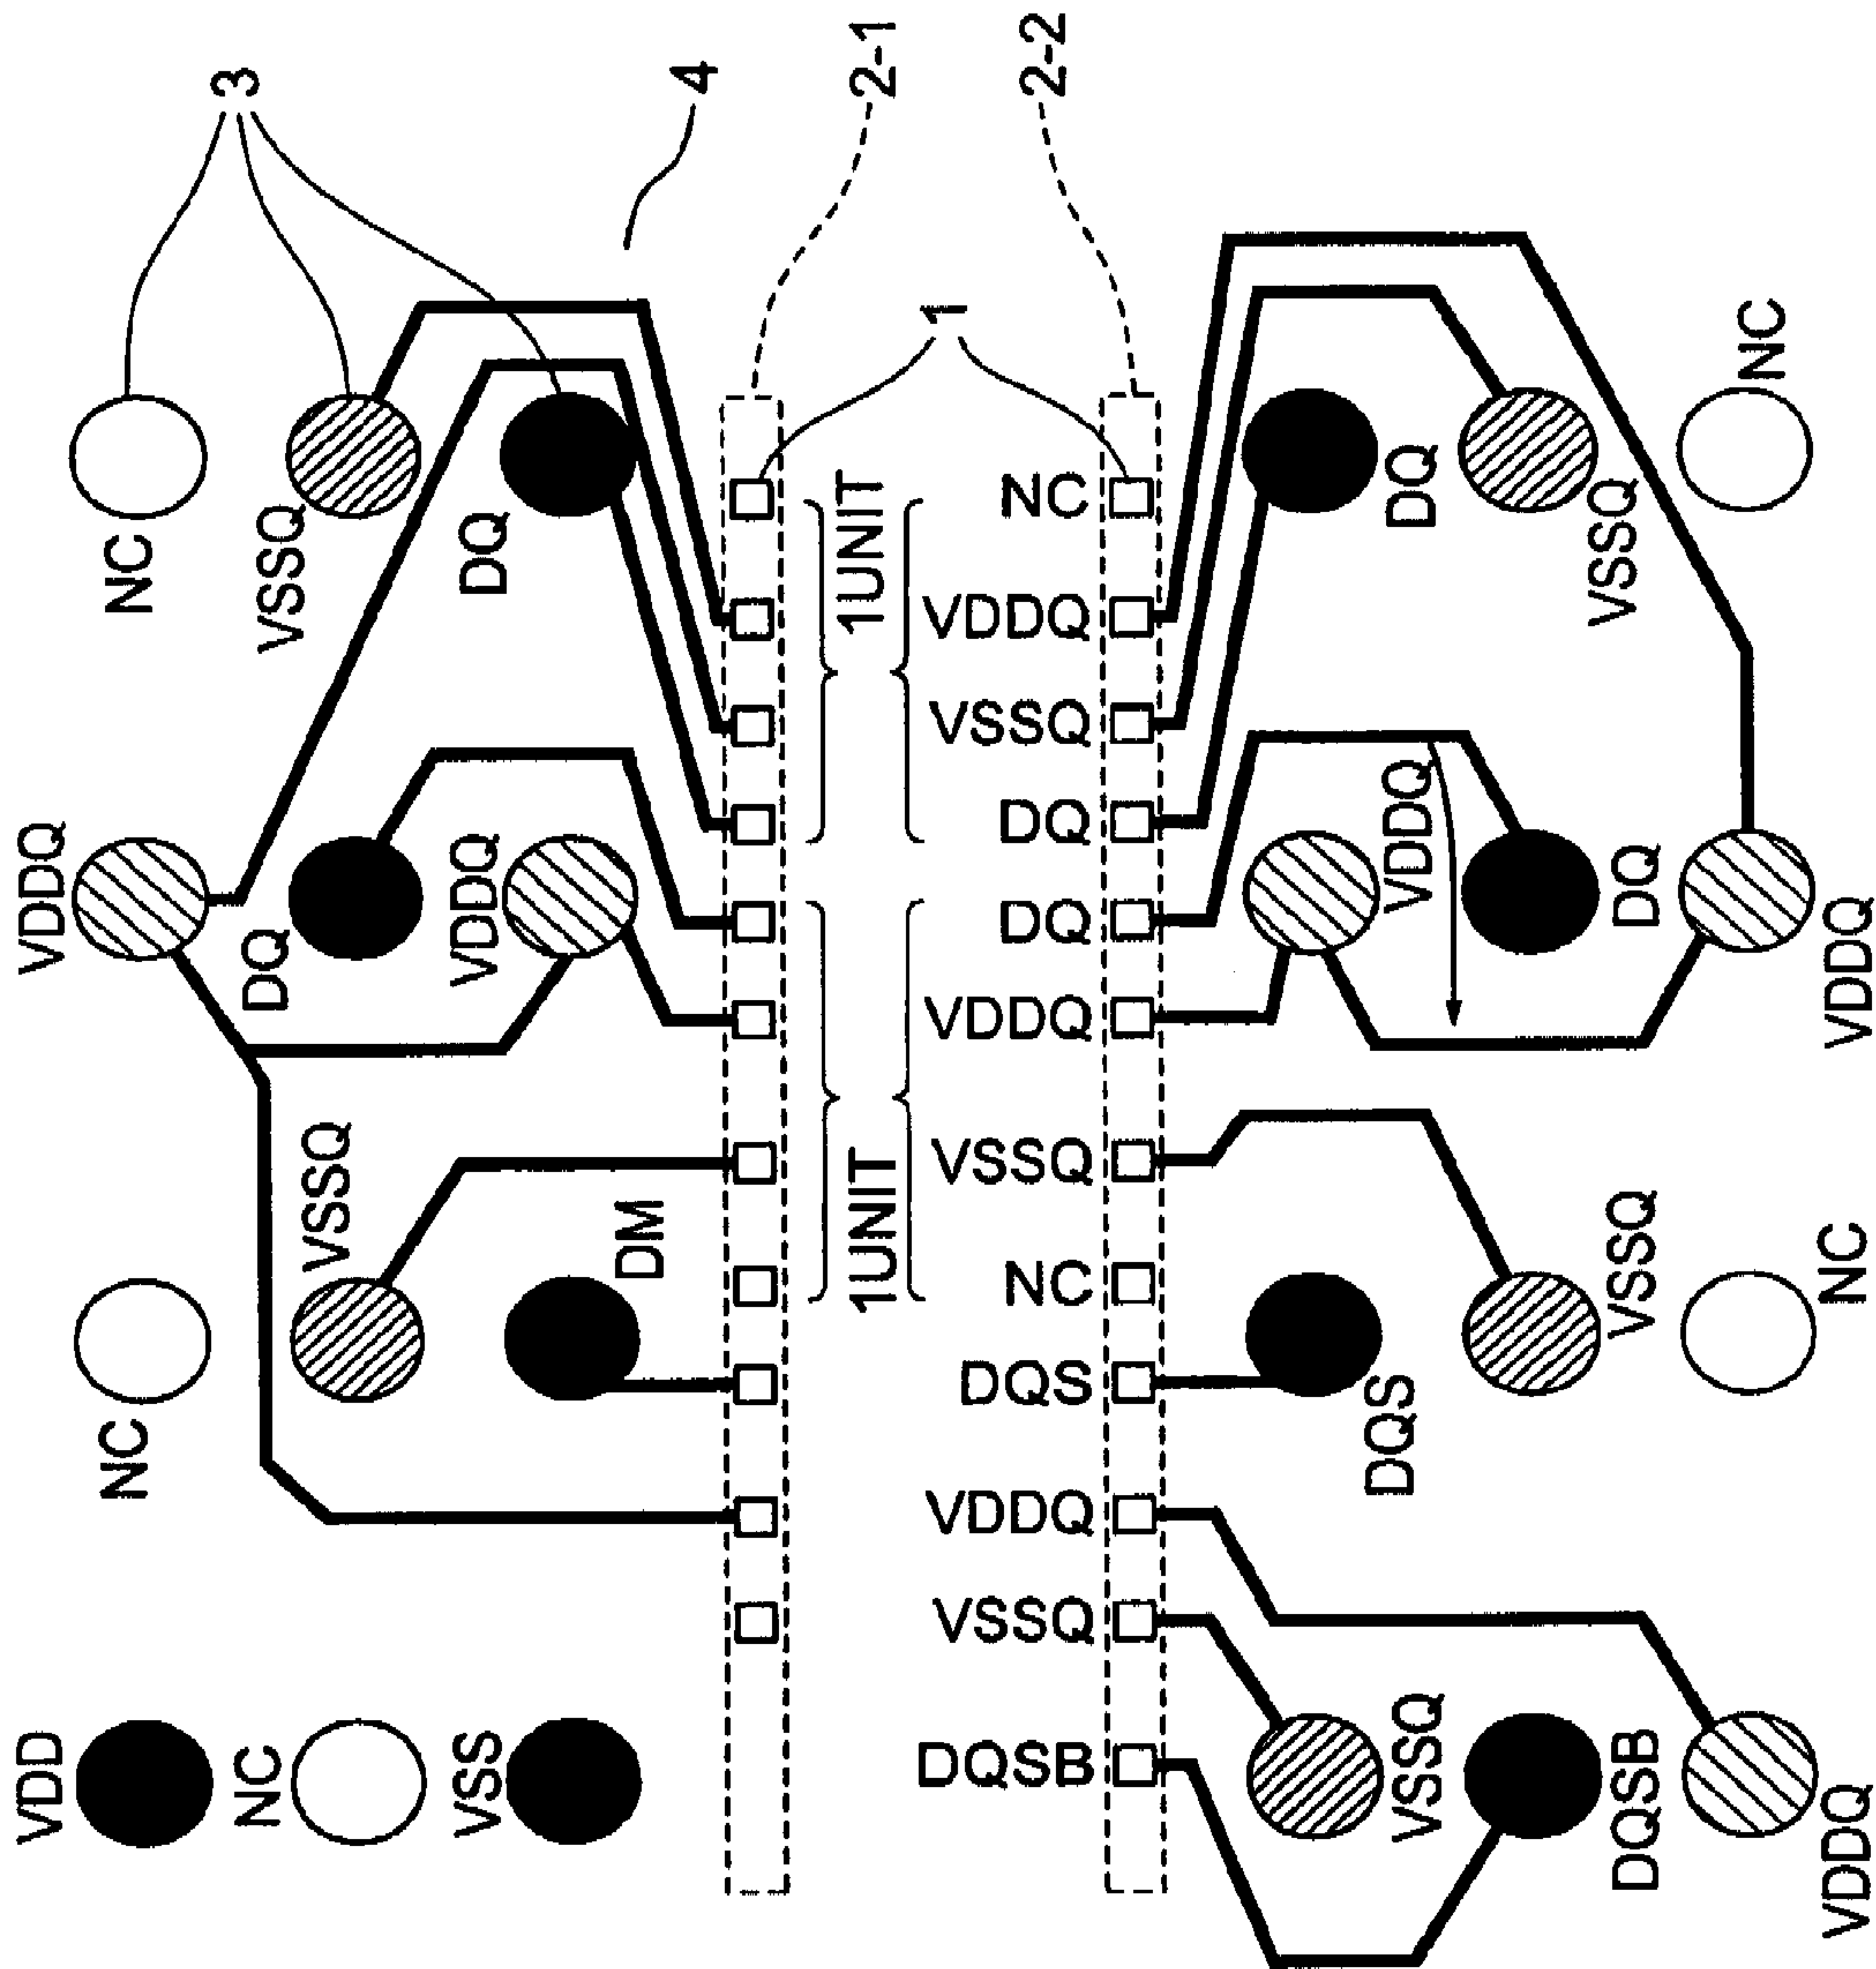 3
4
2-1
2-2
1
NC
VSSQ
DQ
VDDQ
DQ
VDDQ
VSSQ
DM
NC
VDD
NC
VSS
1UNIT
1UNIT
NC
VDDQ
VSSQ
DQ
DQ
VDDQ
VSSQ
NC
DQS
VDDQ
VSSQ
DQSB
DQ
VSSQ
NC
VDDQ
DQ
VDDQ
DQS
VSSQ
NC
VSSQ
DQSB
VDDQ